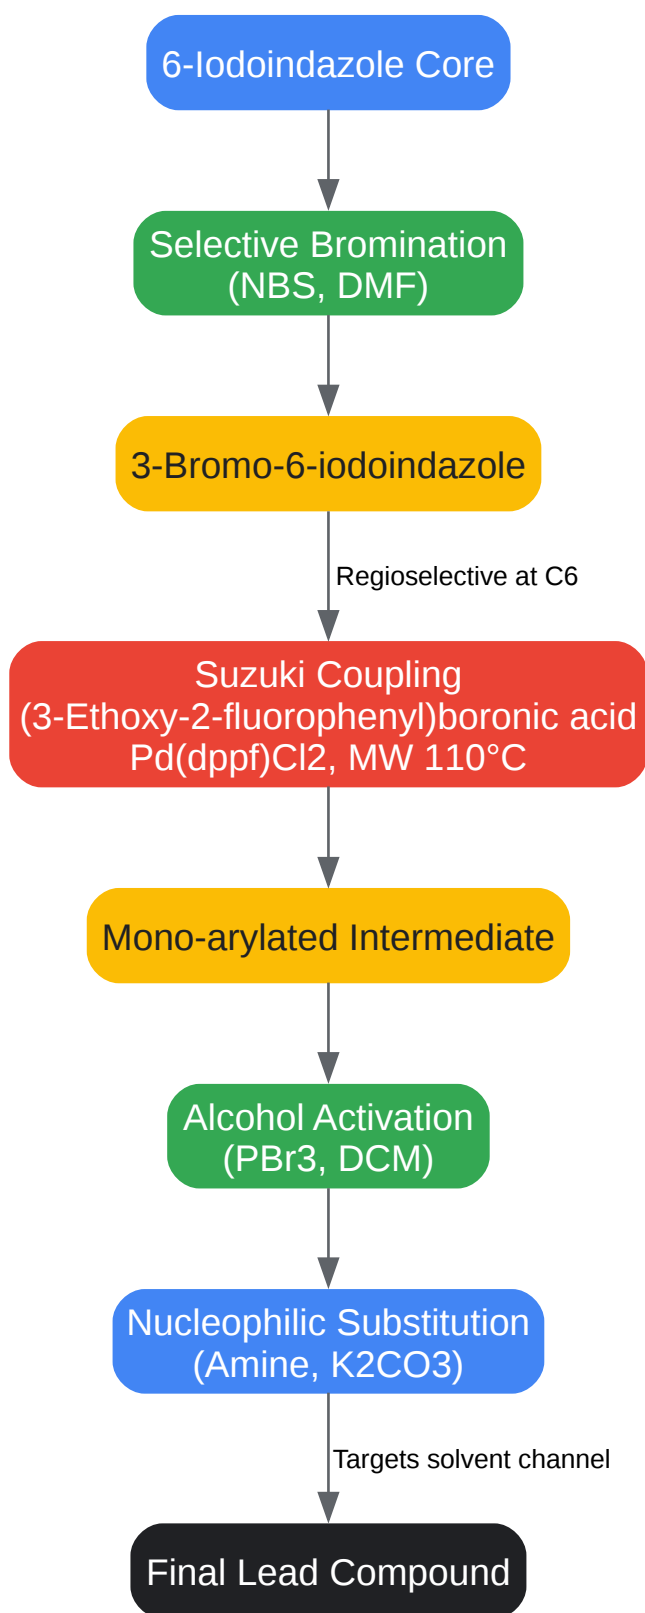 6-Iodoindazole Core
Selective Bromination
(NBS, DMF)
3-Bromo-6-iodoindazole
Regioselective at C6
Suzuki Coupling
(3-Ethoxy-2-fluorophenyl)boronic acid
Pd(dppf)Cl2, MW 110°C
Mono-arylated Intermediate
Alcohol Activation
(PBr3, DCM)
Nucleophilic Substitution
(Amine, K2CO3)
Targets solvent channel
Final Lead Compound